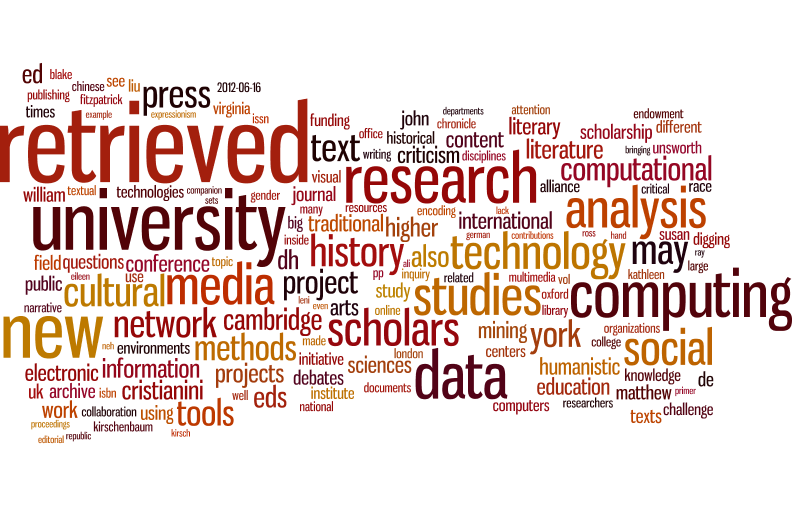 ed
blake
chinese
see
liu
press
2012-06-16
publishing
fitzpatrick
times
example
expressionism
virginia
issn
retrieved
funding
office
john
departments
chronicle
attention
endowment
text
historical
content
literary
scholarship
different
writing
criticism
disciplines
literature
bringing
unsworth
visual
research
computational
william
textual
technologies
companion
sets
gender
journal
alliance
critical
race
university
many
resources
encoding
lack
international
analysis
big
traditional
higher
contributions
german
ross
hand
susan
digging
inside
history
ali
also
technology
may
ray
large
field
questions
conference
topic
dh
pp
inquiry
related
multimedia
vol
kathleen
public
eileen
use
cultural
media
project
study
studies
oxford
computing
narrative
leni
even
arts
online
library
new
network
cambridge
scholars
mining
york
organizations
college
social
neh
environments
methods
made
london
centers
electronic
information
initiative
sciences
data
humanistic
knowledge
de
projects
debates
documents
education
matthew
primer
uk
archive
isbn
cristianini
well
eds
institute
national
computers
researchers
texts
challenge
work
collaboration
using
tools
proceedings
kirschenbaum
kirsch
editorial
republic